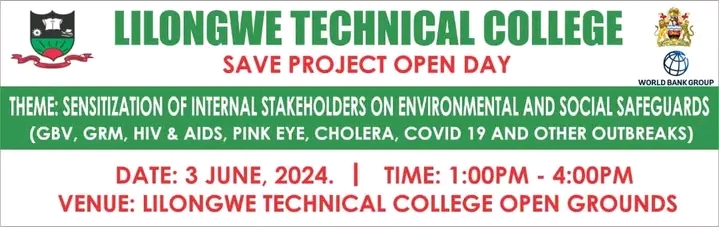 LILONGWE TECHNICAL COLLEGE
SAVE PROJECT OPEN DAY
WORLD BANK GROUP
THEME: SENSITIZATION OF INTERNAL STAKEHOLDERS ON ENVIRONMENTAL AND SOCIAL SAFEGUARDS
(GBV, GRM, HIV & AIDS, PINK EYE, CHOLERA, COVID 19 AND OTHER OUTBREAKS)
DATE: 3 JUNE, 2024. | TIME: 1:00PM - 4:00PM
VENUE: LILONGWE TECHNICAL COLLEGE OPEN GROUNDS